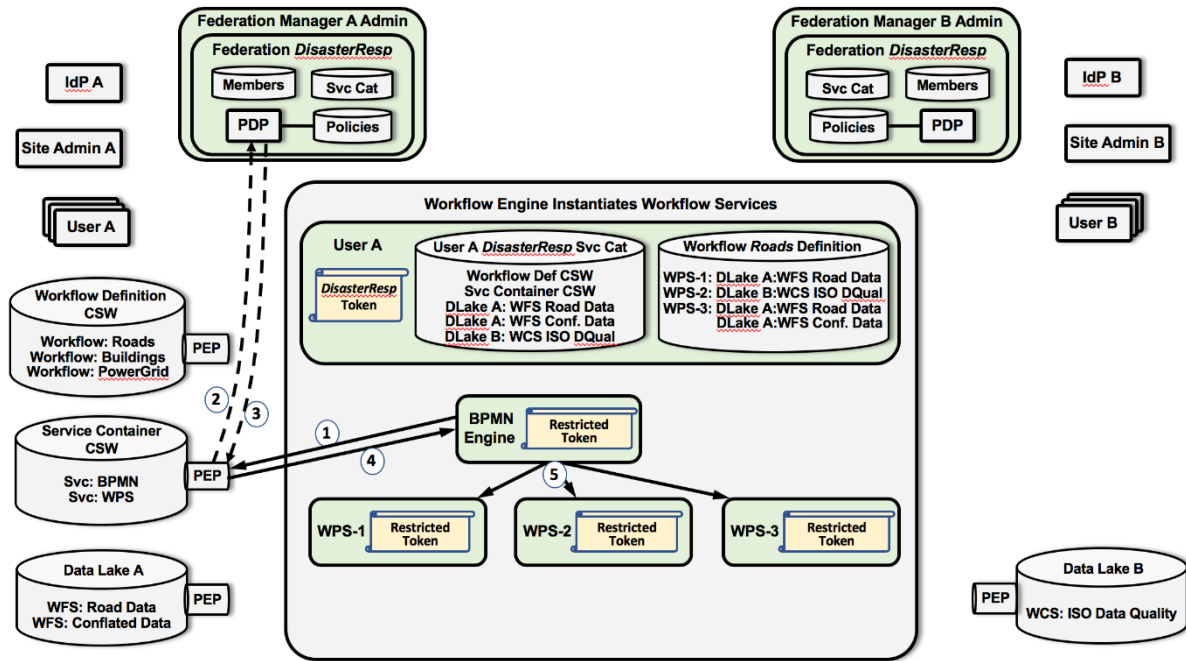 Federation Manager A Admin
Federation DisasterResp
Members
Svc Cat
PDP
Policies
Federation Manager B Admin
Federation DisasterResp
Svc Cat
Members
Policies
PDP
IdP A
Site Admin A
User A
IdP B
Site Admin B
User B
Workflow Engine Instantiates Workflow Services
User A
DisasterResp
Token
User A DisasterResp Svc Cat
Workflow Def CSW
Svc Container CSW
DLake A: WFS Road Data
DLake A: WFS Conf. Data
DLake B: WCS ISO DQual
Workflow Roads Definition
WPS-1: DLake A:WFS Road Data
WPS-2: DLake B:WCS ISO DQual
WPS-3: DLake A:WFS Road Data
DLake A:WFS Conf. Data
Workflow Definition
CSW
Workflow: Roads
Workflow: Buildings
Workflow: PowerGrid
PEP
2
3
Service Container
CSW
Svc: BPMN
Svc: WPS
PEP
1
4
BPMN
Engine
Restricted
Token
5
WPS-1
Restricted
Token
WPS-2
Restricted
Token
WPS-3
Restricted
Token
Data Lake A
WFS: Road Data
WFS: Conflated Data
PEP
PEP
Data Lake B
WCS: ISO Data Quality